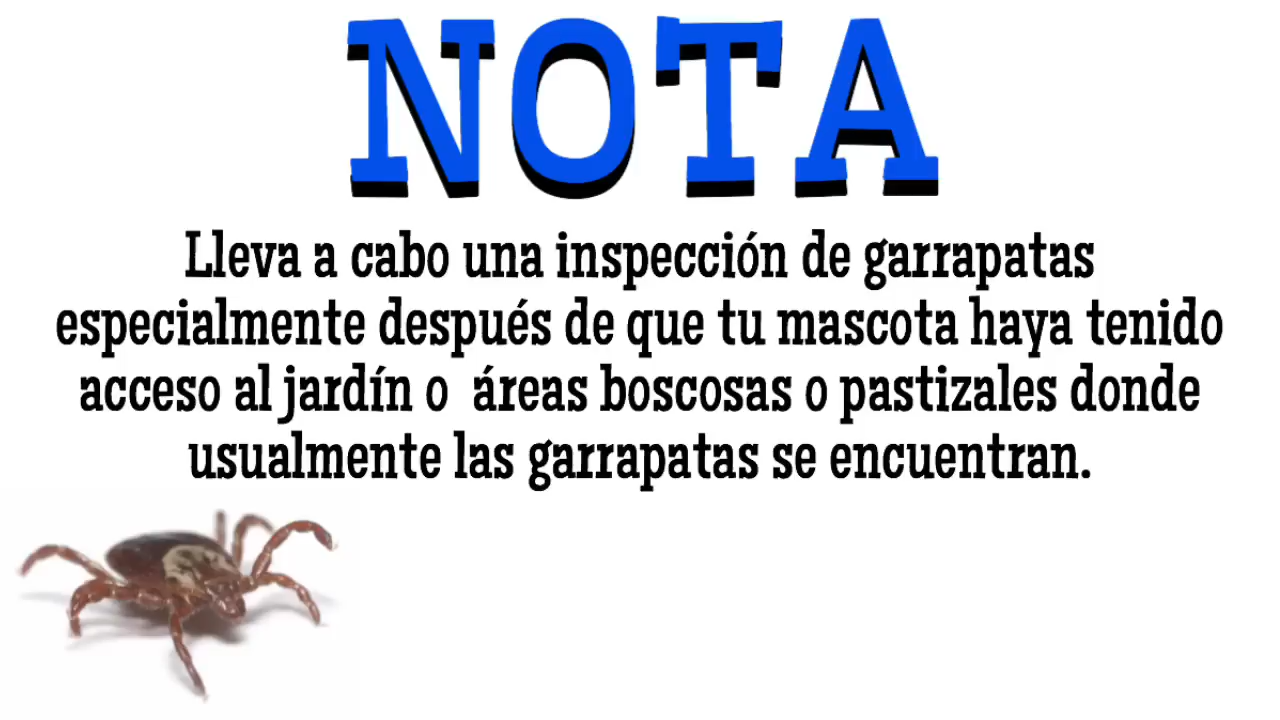 NOTA
Lleva a cabo una inspección de garrapatas
especialmente después de que tu mascota haya tenido
acceso al jardín o áreas boscosas o pastizales donde
usualmente las garrapatas se encuentran.